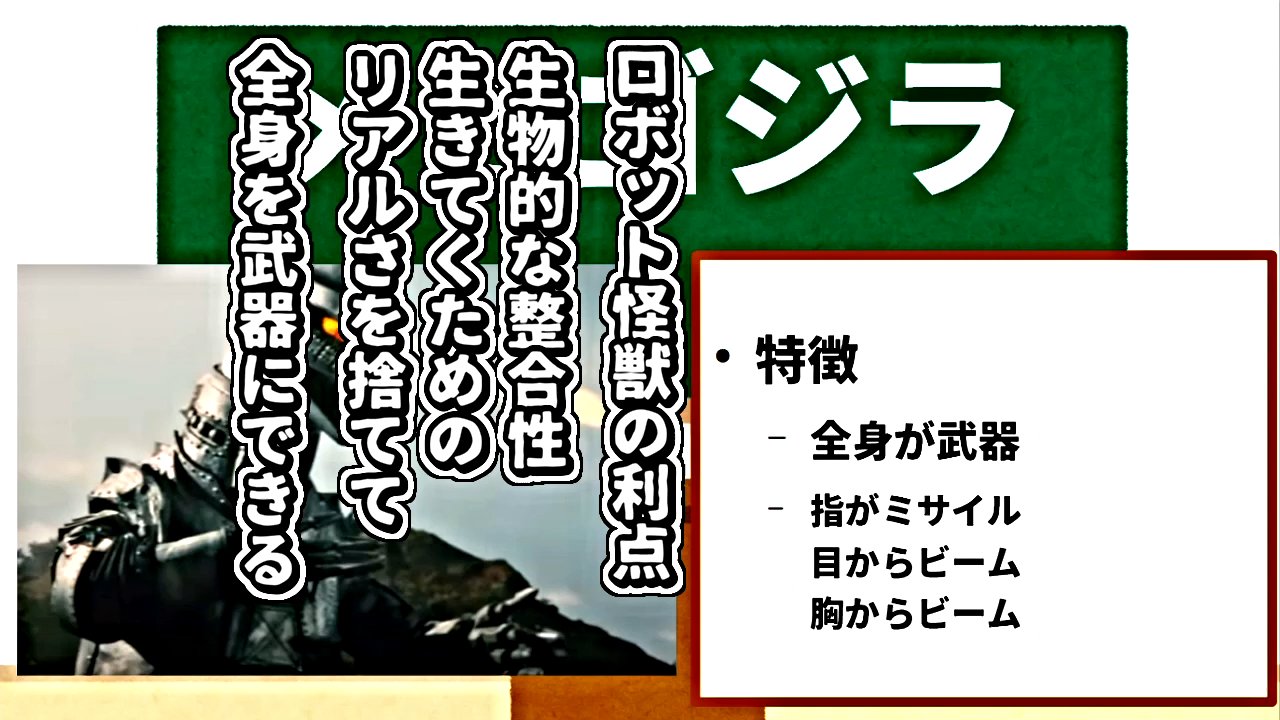 ゴジラ
ロボット怪獣の利点
生物的な整合性
生きてくための
リアルさを捨てて
全身を武器にできる
• 特徴
– 全身が武器
– 指がミサイル
目からビーム
胸からビーム